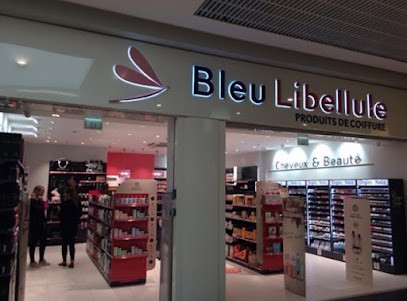 Bleu Libellule
PRODUITS DE COIFFURE
Cheveux & Beauté